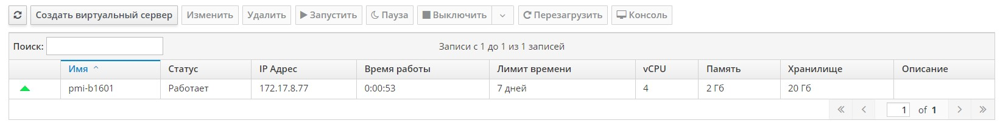 Создать виртуальный сервер Изменить Удалить Запустить Пауза Выключить Перезагрузить Консоль
Поиск: Записи с 1 до 1 из 1 записей
Имя Статус IP Адрес Время работы Лимит времени vCPU Память Хранилище Описание
pmi-b1601 Работает 172.17.8.77 0:00:53 7 дней 4 2 Гб 20 Гб
1 of 1